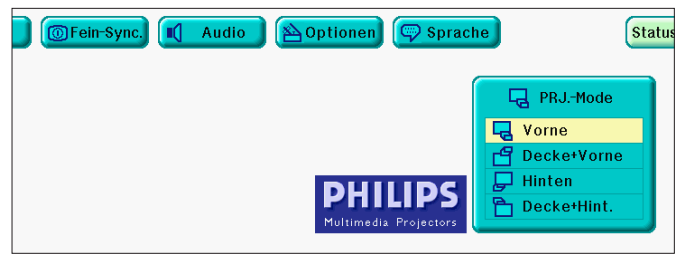 Fein-Sync.
Audio
Optionen
Sprache
Status
PRJ.-Mode
Vorne
Decke+Vorne
Hinten
Decke+Hint.
PHILIPS
Multimedia Projectors